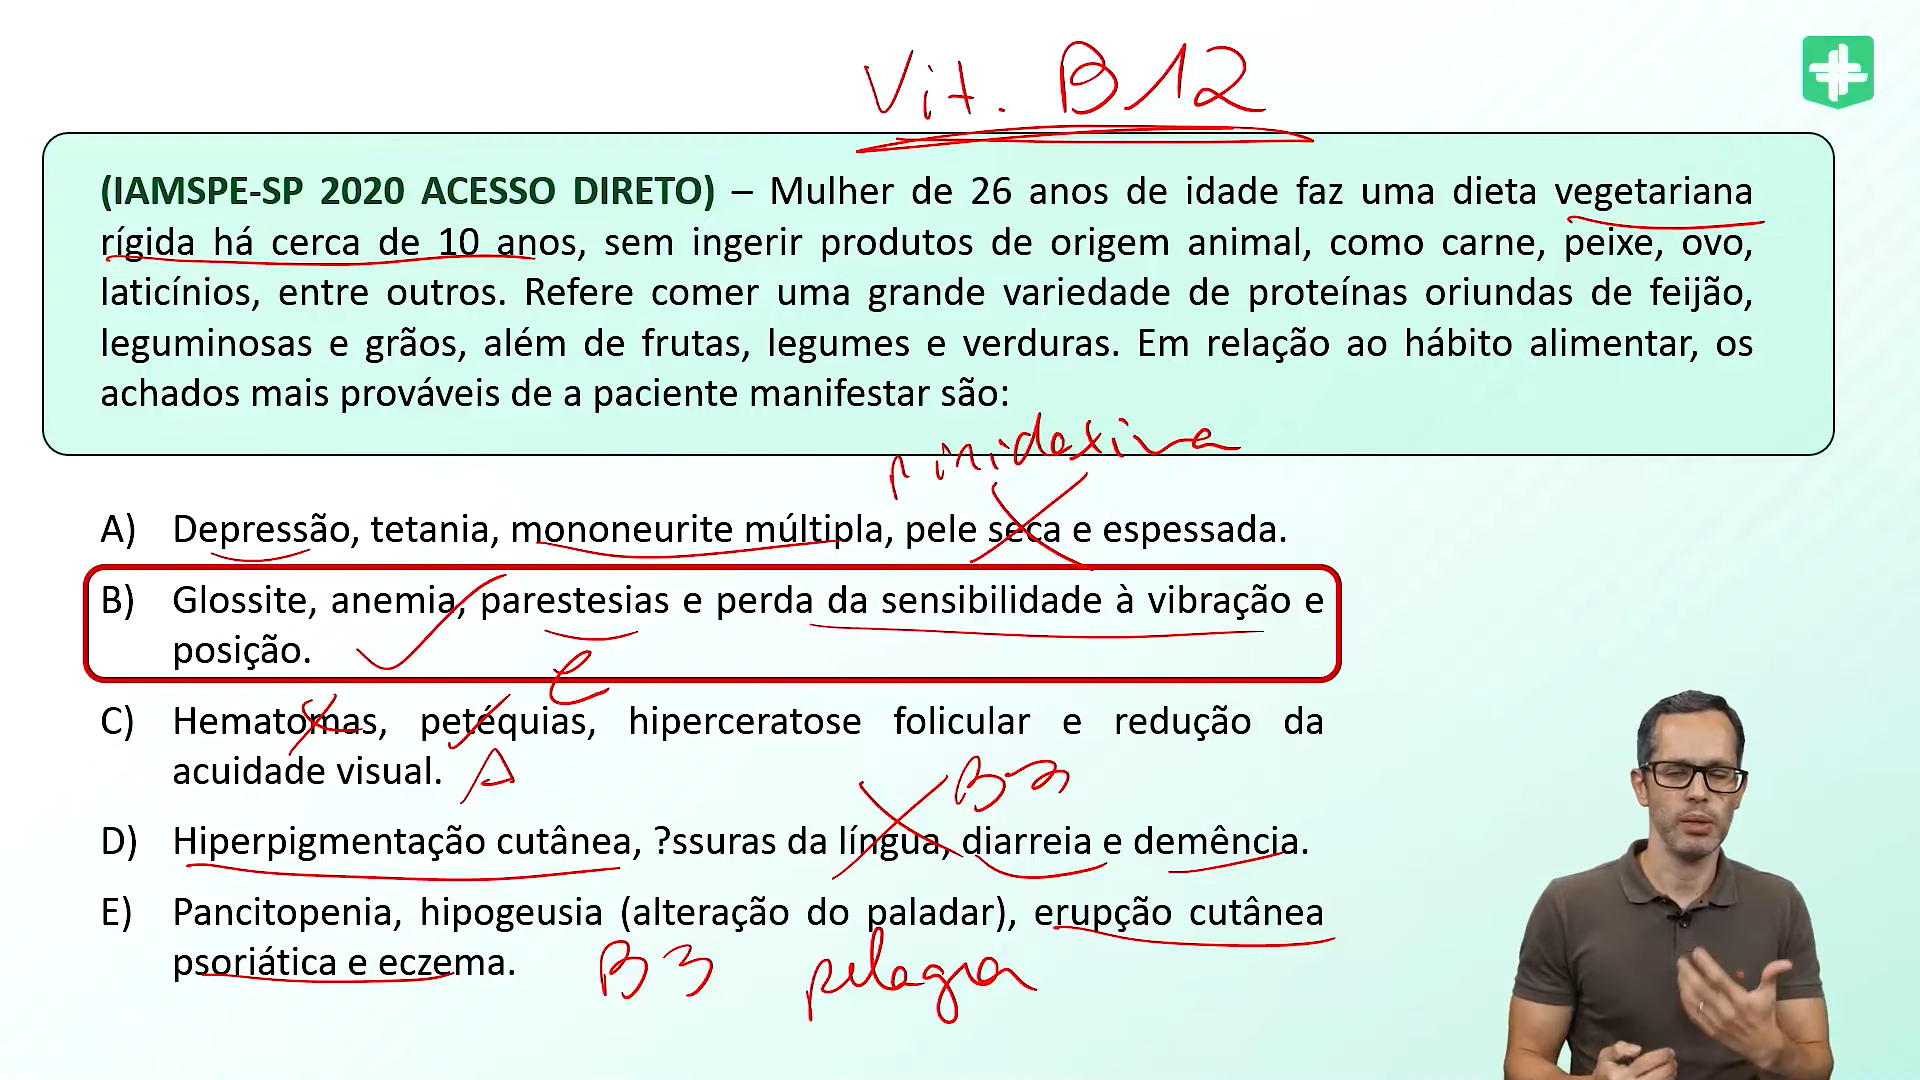 Vit. B12
(IAMSPE-SP 2020 ACESSO DIRETO) – Mulher de 26 anos de idade faz uma dieta vegetariana
rígida há cerca de 10 anos, sem ingerir produtos de origem animal, como carne, peixe, ovo,
laticínios, entre outros. Refere comer uma grande variedade de proteínas oriundas de feijão,
leguminosas e grãos, além de frutas, legumes e verduras. Em relação ao hábito alimentar, os
achados mais prováveis de a paciente manifestar são:
piridoxina
A) Depressão, tetania, mononeurite múltipla, pele seca e espessada.
B) Glossite, anemia, parestesias e perda da sensibilidade à vibração e
posição.
C
C) Hematomas, petéquias, hiperceratose folicular e redução da
acuidade visual. A
B3
D) Hiperpigmentação cutânea, ?ssuras da língua, diarreia e demência.
E) Pancitopenia, hipogeusia (alteração do paladar), erupção cutânea
psoriática e eczema. B3 pelagra